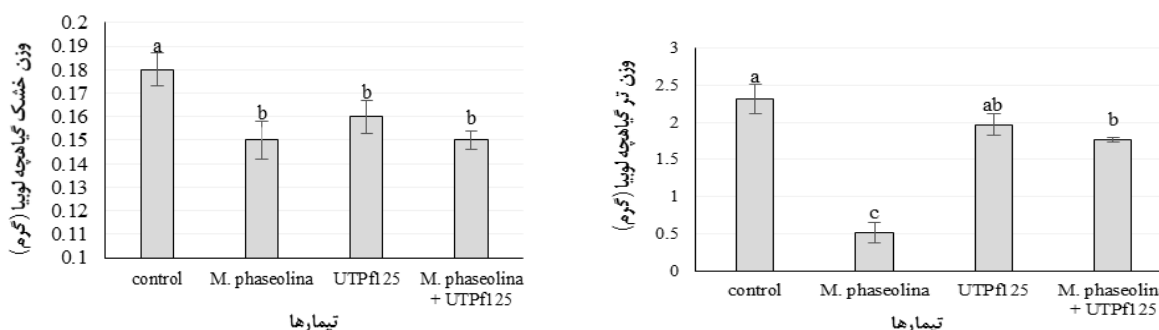 وزن خشک گیاهچه لوبیا (گرم)
0.2
0.19
0.18
0.17
0.16
0.15
0.14
0.13
0.12
0.11
0.1
a
b
b
b
control
M. phaseolina
UTPf125
M. phaseolina
+ UTPf125
تیمارها
وزن تر گیاهچه لوبیا (گرم)
3
2.5
2
1.5
1
0.5
0
a
c
ab
b
control
M. phaseolina
UTPf125
M. phaseolin
+ UTPf125
تیمارها